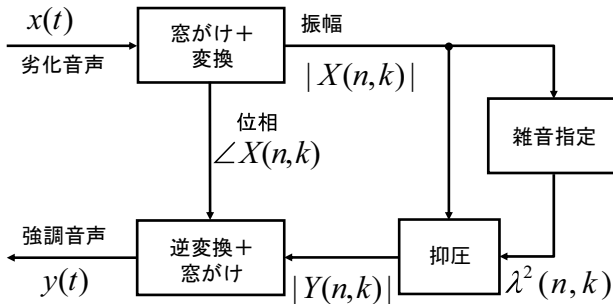 x(t)
劣化音声
窓がけ＋
変換
振幅
|X(n,k)|
位相
∠X(n,k)
雑音指定
強調音声
y(t)
逆変換＋
窓がけ
|Y(n,k)|
抑圧
λ²(n,k)